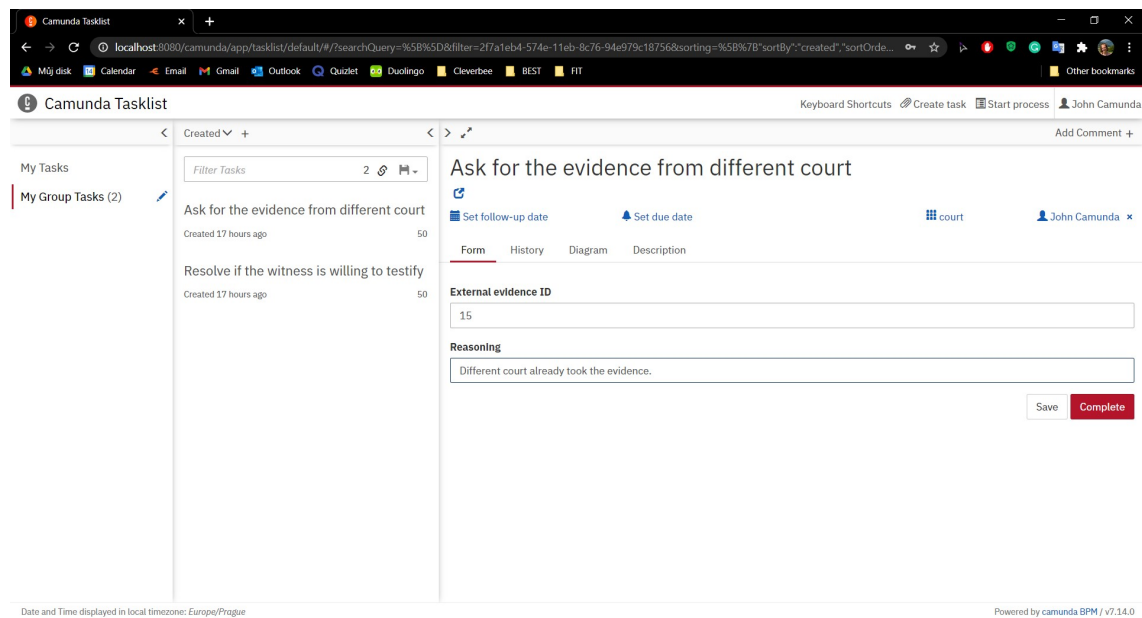 Camunda Tasklist
localhost:8080/camunda/app/tasklist/default/#/?searchQuery=%5B%5D&filter=2f7a1eb4-574e-11eb-8c76-94e979c18756&sorting=%5B%7B"sortBy":"created","sortOrde...
Můj disk Calendar Email Gmail Outlook Quizlet Duolingo Cleverbee BEST FIT Other bookmarks
Camunda Tasklist Keyboard Shortcuts Create task Start process John Camunda
Created + Add Comment +
My Tasks
My Group Tasks (2)
Filter Tasks 2
Ask for the evidence from different court
Created 17 hours ago 50
Resolve if the witness is willing to testify
Created 17 hours ago 50
Ask for the evidence from different court
Set follow-up date Set due date court John Camunda ×
Form History Diagram Description
External evidence ID
15
Reasoning
Different court already took the evidence.
Save Complete
Date and Time displayed in local timezone: Europe/Prague Powered by camunda BPM / v7.14.0